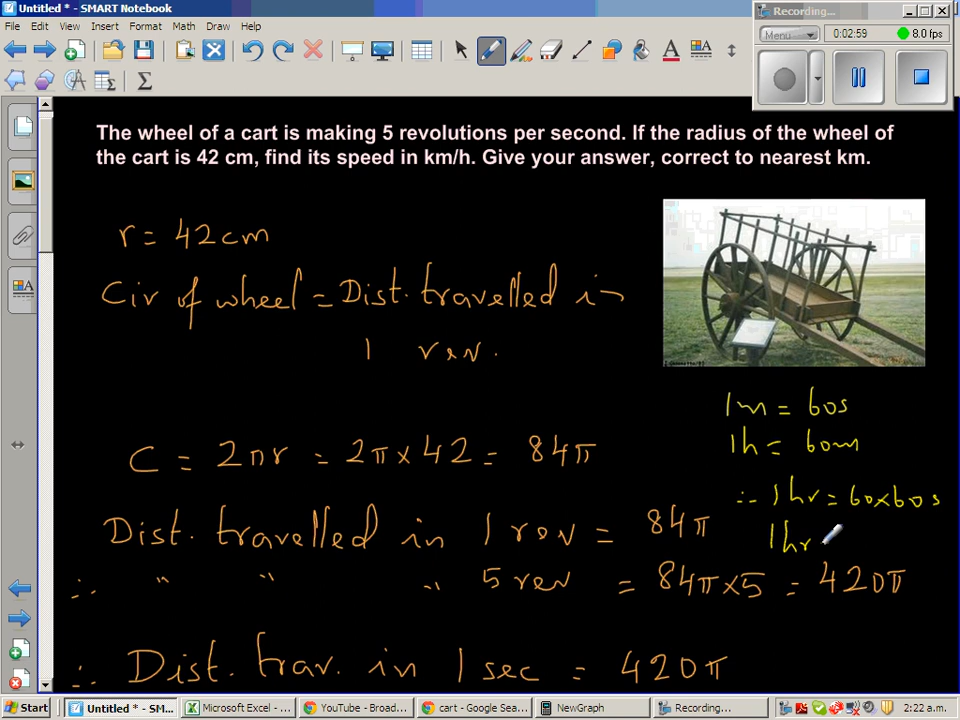 Untitled * - SMART Notebook
File Edit View Insert Format Math Draw Help
Recording...
Menu 0:02:59 8.0 fps
The wheel of a cart is making 5 revolutions per second. If the radius of the wheel of
the cart is 42 cm, find its speed in km/h. Give your answer, correct to nearest km.
r = 42cm
Cir of wheel = Dist. travelled in
1 rev.
1m = 60s
1h = 60m
C = 2πr = 2π×42 = 84π
∴ 1hr = 60×60s
Dist. travelled in 1 rev = 84π
1hr
∴ " " " 5 rev = 84π×5 = 420π
∴ Dist. trav. in 1 sec = 420π
Start Untitled * - SMART... Microsoft Excel - ... YouTube - Broad... cart - Google Sea... NewGraph Recording... 2:22 a.m.